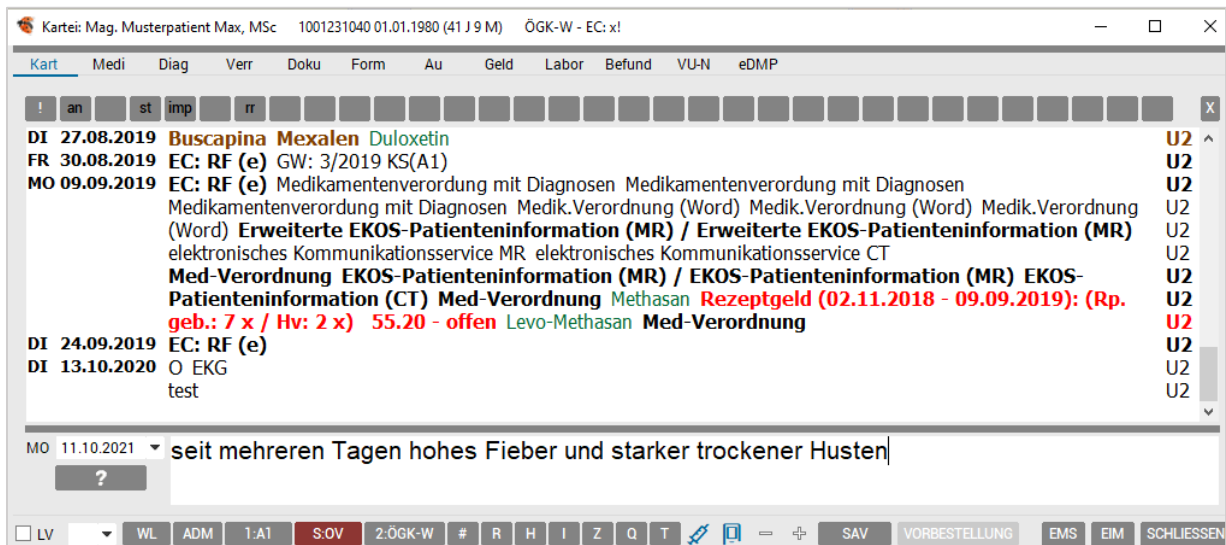 Kartei: Mag. Musterpatient Max, MSc 1001231040 01.01.1980 (41 J 9 M) ÖGK-W - EC: x!
Kart Medi Diag Verr Doku Form Au Geld Labor Befund VU-N eDMP
! an st imp rr X
DI 27.08.2019 Buscapina Mexalen Duloxetin U2
FR 30.08.2019 EC: RF (e) GW: 3/2019 KS(A1) U2
MO 09.09.2019 EC: RF (e) Medikamentenverordung mit Diagnosen Medikamentenverordung mit Diagnosen U2
Medikamentenverordung mit Diagnosen Medik.Verordnung (Word) Medik.Verordnung (Word) Medik.Verordnung U2
(Word) Erweiterte EKOS-Patienteninformation (MR) / Erweiterte EKOS-Patienteninformation (MR) U2
elektronisches Kommunikationsservice MR elektronisches Kommunikationsservice CT U2
Med-Verordnung EKOS-Patienteninformation (MR) / EKOS-Patienteninformation (MR) EKOS- U2
Patienteninformation (CT) Med-Verordnung Methasan Rezeptgeld (02.11.2018 - 09.09.2019): (Rp. U2
geb.: 7 x / Hv: 2 x) 55.20 - offen Levo-Methasan Med-Verordnung U2
DI 24.09.2019 EC: RF (e) U2
DI 13.10.2020 O EKG U2
test U2
MO 11.10.2021 seit mehreren Tagen hohes Fieber und starker trockener Husten
?
LV WL ADM 1:A1 S:OV 2:ÖGK-W # R H I Z Q T SAV VORBESTELLUNG EMS EIM SCHLIESSEN